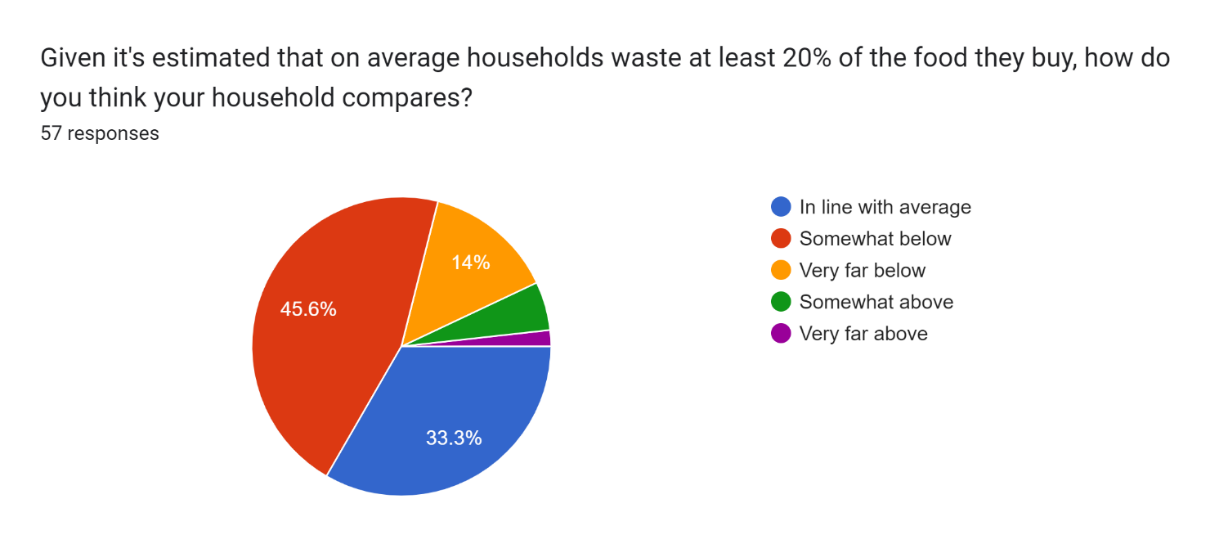 Given it's estimated that on average households waste at least 20% of the food they buy, how do
you think your household compares?
57 responses
14%
45.6%
33.3%
In line with average
Somewhat below
Very far below
Somewhat above
Very far above